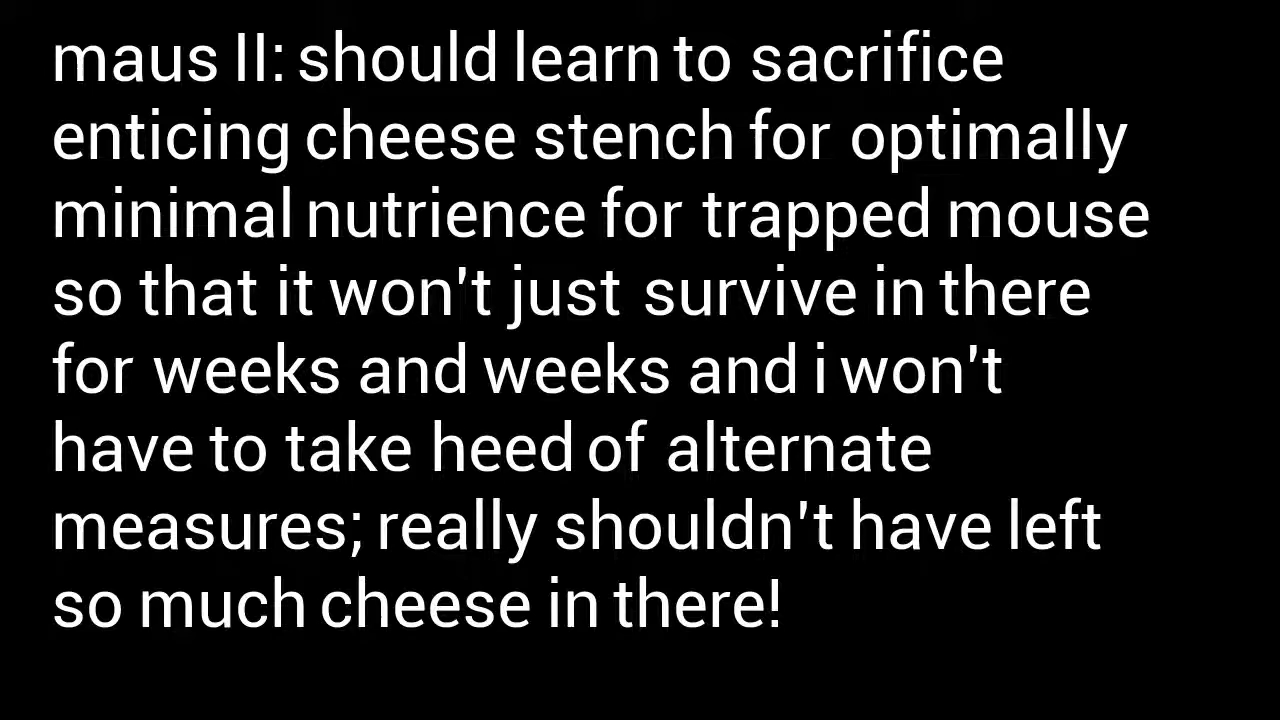 maus II: should learn to sacrifice
enticing cheese stench for optimally
minimal nutrience for trapped mouse
so that it won't just survive in there
for weeks and weeks and i won't
have to take heed of alternate
measures; really shouldn't have left
so much cheese in there!